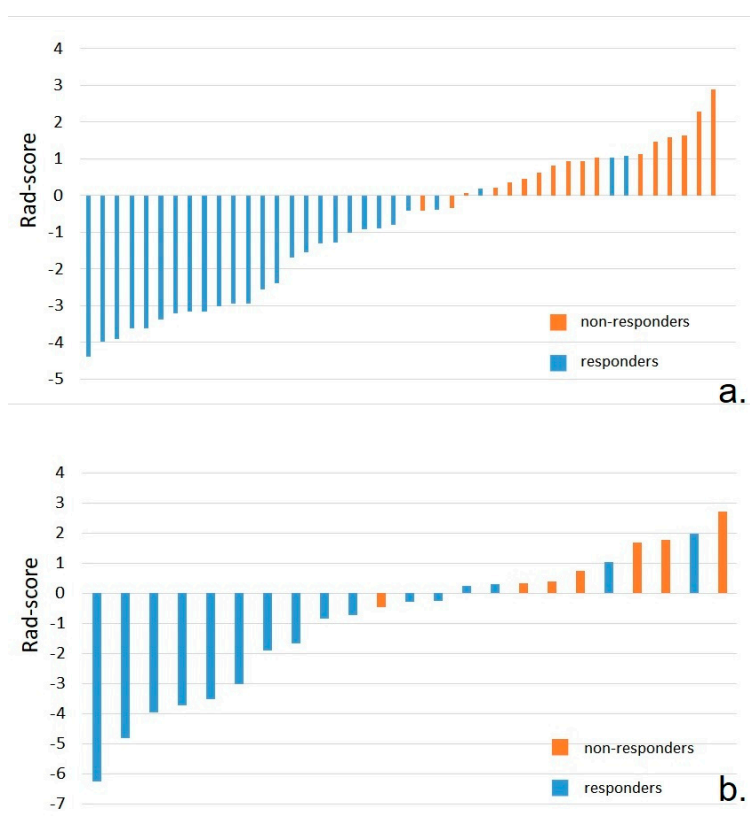 4
3
2
1
0
-1
-2
-3
-4
-5
Rad-score
non-responders
responders
a.
4
3
2
1
0
-1
-2
-3
-4
-5
-6
-7
Rad-score
non-responders
responders
b.